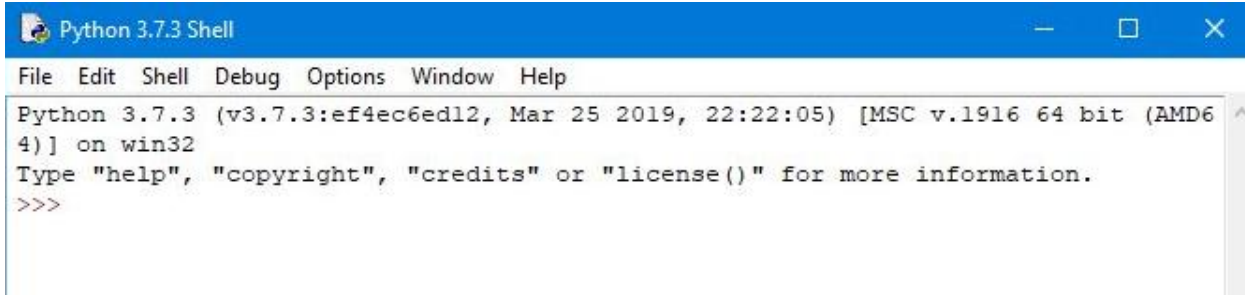 Python 3.7.3 Shell
File Edit Shell Debug Options Window Help
Python 3.7.3 (v3.7.3:ef4ec6ed12, Mar 25 2019, 22:22:05) [MSC v.1916 64 bit (AMD6
4)] on win32
Type "help", "copyright", "credits" or "license()" for more information.
>>>